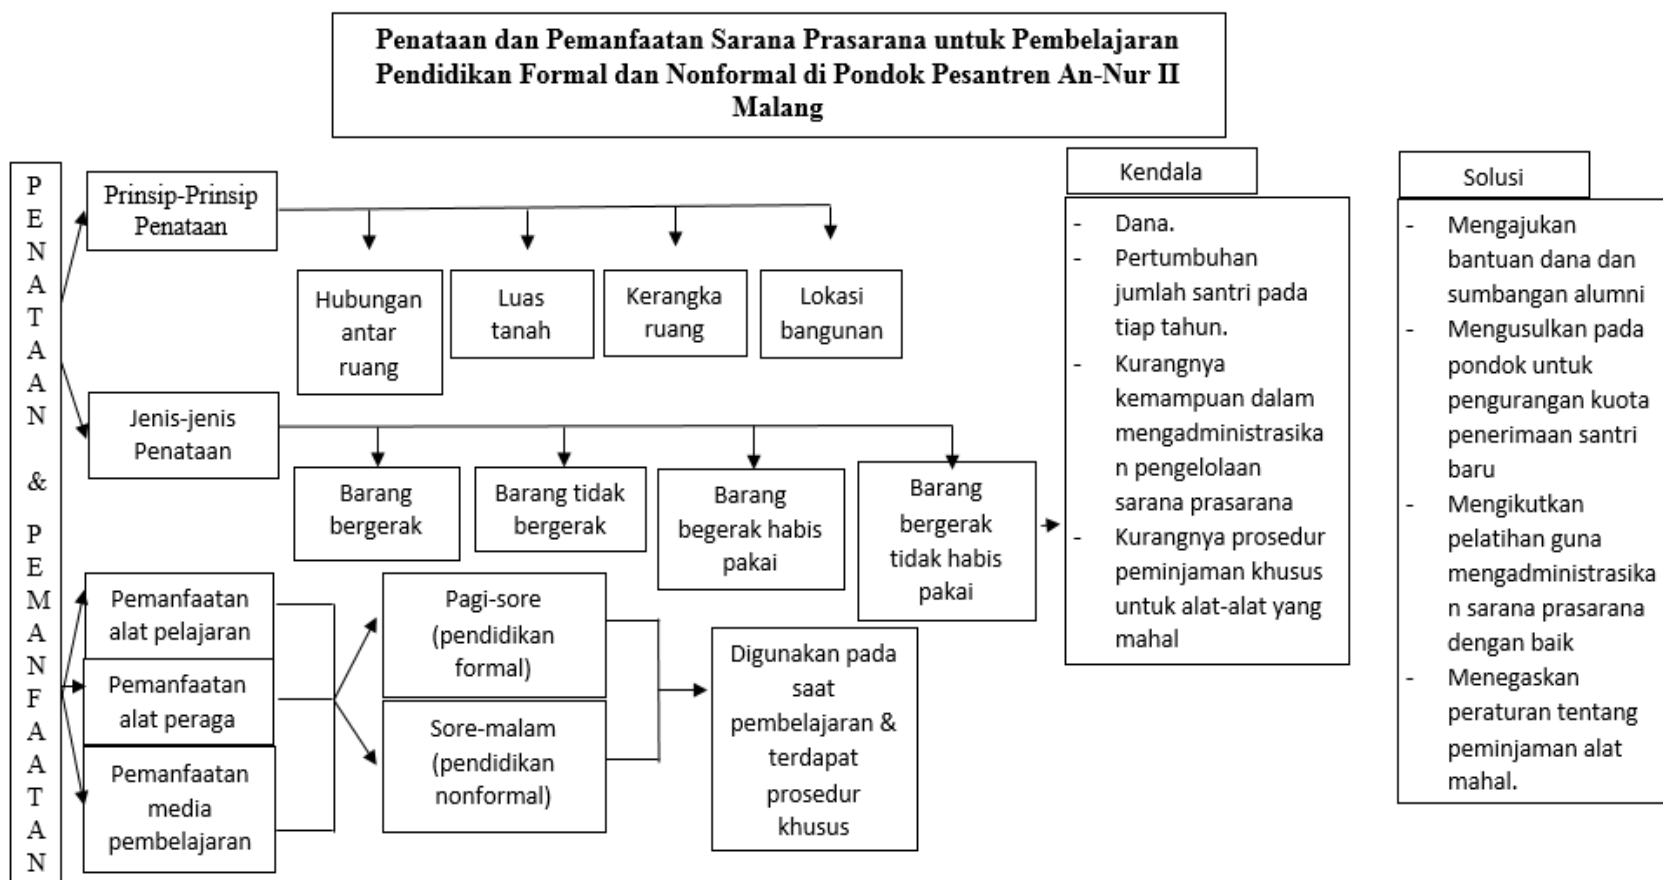 Penataan dan Pemanfaatan Sarana Prasarana untuk Pembelajaran
Pendidikan Formal dan Nonformal di Pondok Pesantren An-Nur II
Malang
P
E
N
A
T
A
A
N
&
P
E
M
A
N
F
A
A
T
A
N
Prinsip-Prinsip
Penataan
Hubungan
antar
ruang
Luas
tanah
Kerangka
ruang
Lokasi
bangunan
Jenis-jenis
Penataan
Barang
bergerak
Barang tidak
bergerak
Barang
begerak habis
pakai
Barang
bergerak
tidak habis
pakai
Pemanfaatan
alat pelajaran
Pemanfaatan
alat peraga
Pemanfaatan
media
pembelajaran
Pagi-sore
(pendidikan
formal)
Sore-malam
(pendidikan
nonformal)
Digunakan pada
saat
pembelajaran &
terdapat
prosedur
khusus
Kendala
- Dana.
- Pertumbuhan
jumlah santri pada
tiap tahun.
- Kurangnya
kemampuan dalam
mengadministrasika
n pengelolaan
sarana prasarana
- Kurangnya prosedur
peminjaman khusus
untuk alat-alat yang
mahal
Solusi
- Mengajukan
bantuan dana dan
sumbangan alumni
- Mengusulkan pada
pondok untuk
pengurangan kuota
penerimaan santri
baru
- Mengikutkan
pelatihan guna
mengadministrasika
n sarana prasarana
dengan baik
- Menegaskan
peraturan tentang
peminjaman alat
mahal.